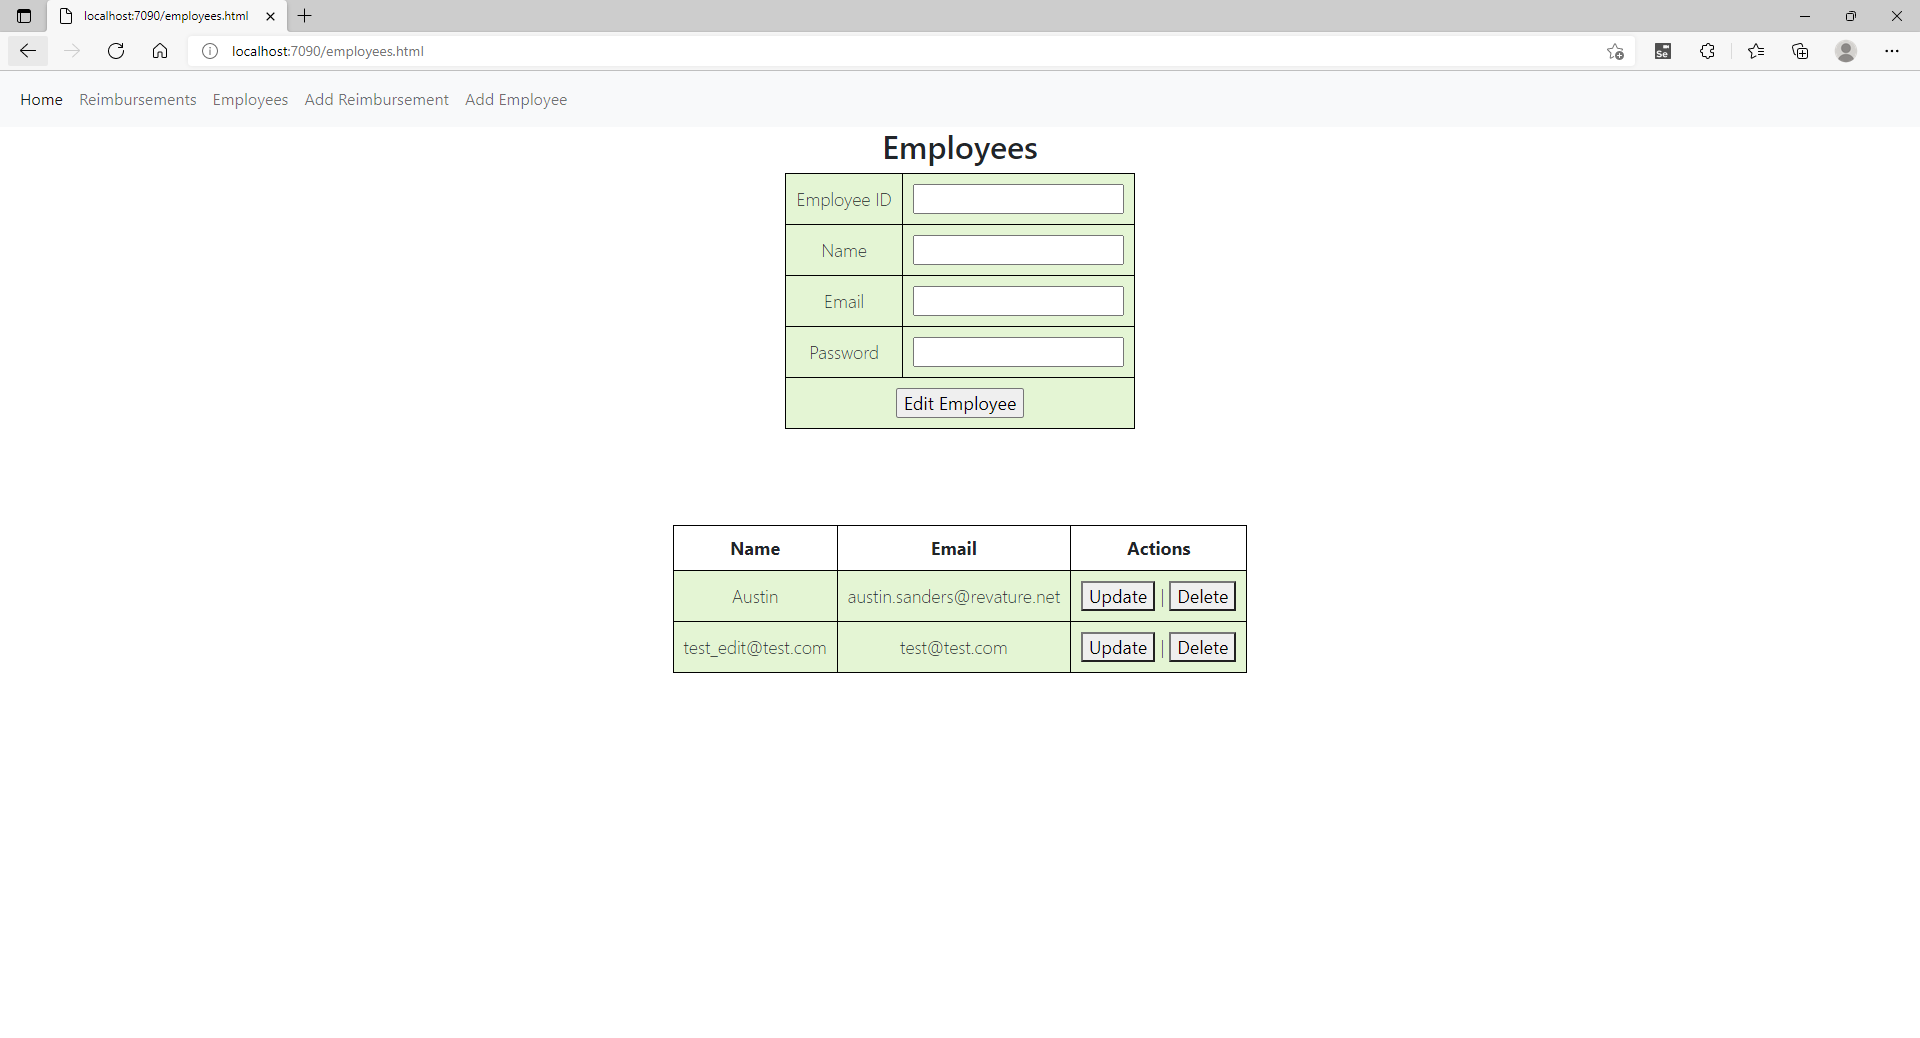 localhost:7090/employees.html
localhost:7090/employees.html
Se
Home Reimbursements Employees Add Reimbursement Add Employee
Employees
Employee ID
Name
Email
Password
Edit Employee
Name Email Actions
Austin austin.sanders@revature.net Update | Delete
test_edit@test.com test@test.com Update | Delete